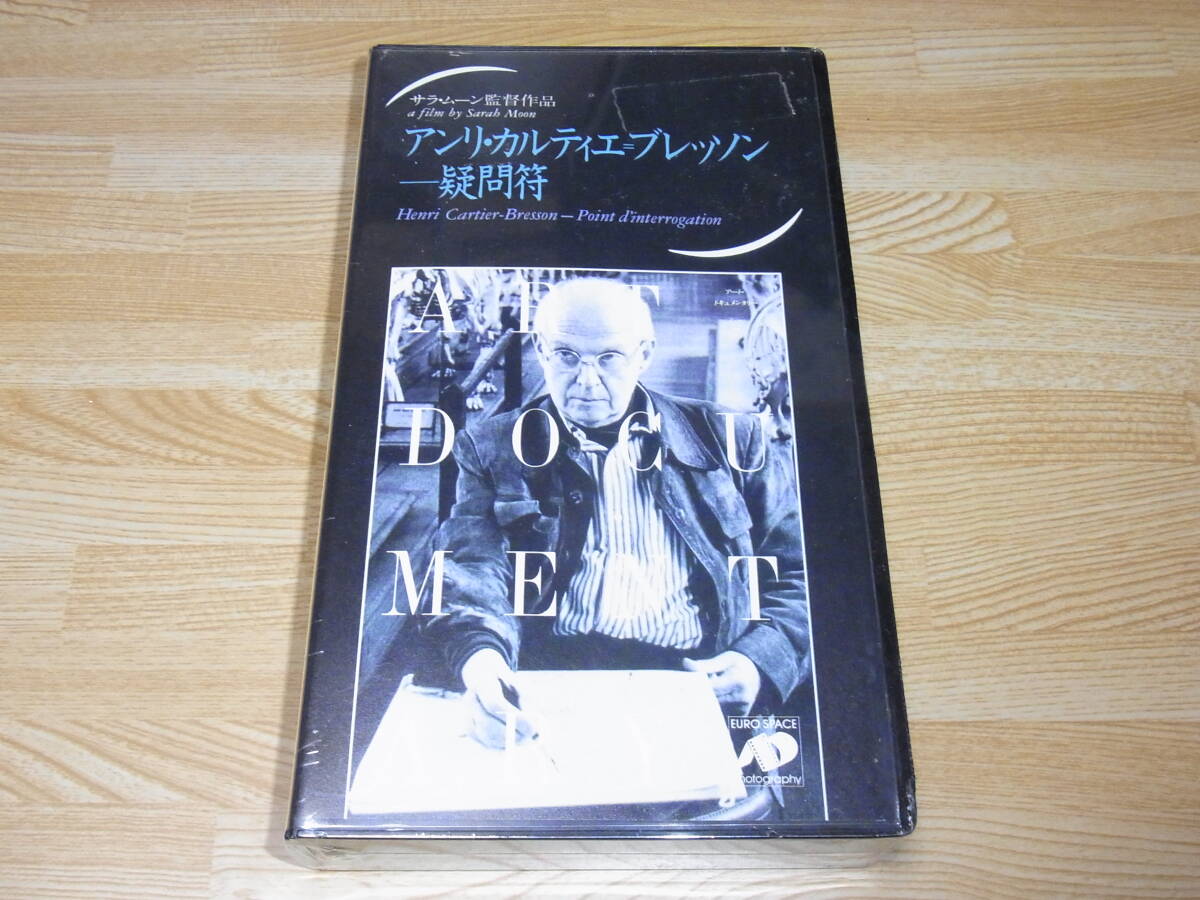 サラ・ムーン監督作品
a film by Sarah Moon
アンリ・カルティエ=ブレッソン
—疑問符
Henri Cartier-Bresson — Point d'interrogation
ART
アート・
ドキュメンタリー
DOCU
MENT
ARY
EURO SPACE
photography